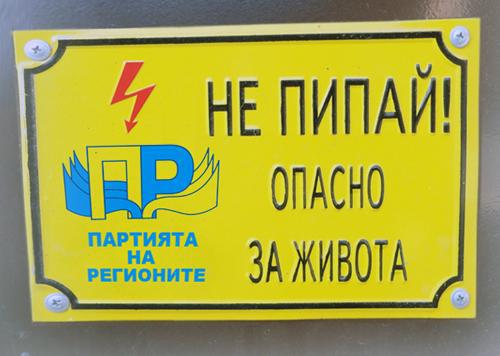 НЕ ПИПАЙ!
ОПАСНО
ЗА ЖИВОТА
ПР
ПАРТИЯТА
НА
РЕГИОНИТЕ